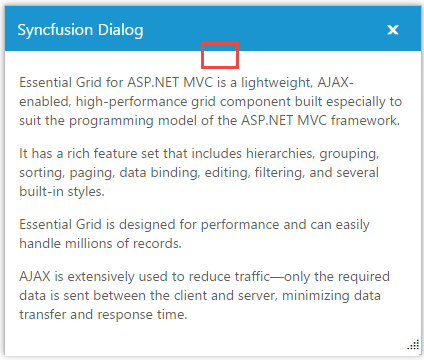 Syncfusion Dialog
Essential Grid for ASP.NET MVC is a lightweight, AJAX-
enabled, high-performance grid component built especially to
suit the programming model of the ASP.NET MVC framework.
It has a rich feature set that includes hierarchies, grouping,
sorting, paging, data binding, editing, filtering, and several
built-in styles.
Essential Grid is designed for performance and can easily
handle millions of records.
AJAX is extensively used to reduce traffic—only the required
data is sent between the client and server, minimizing data
transfer and response time.